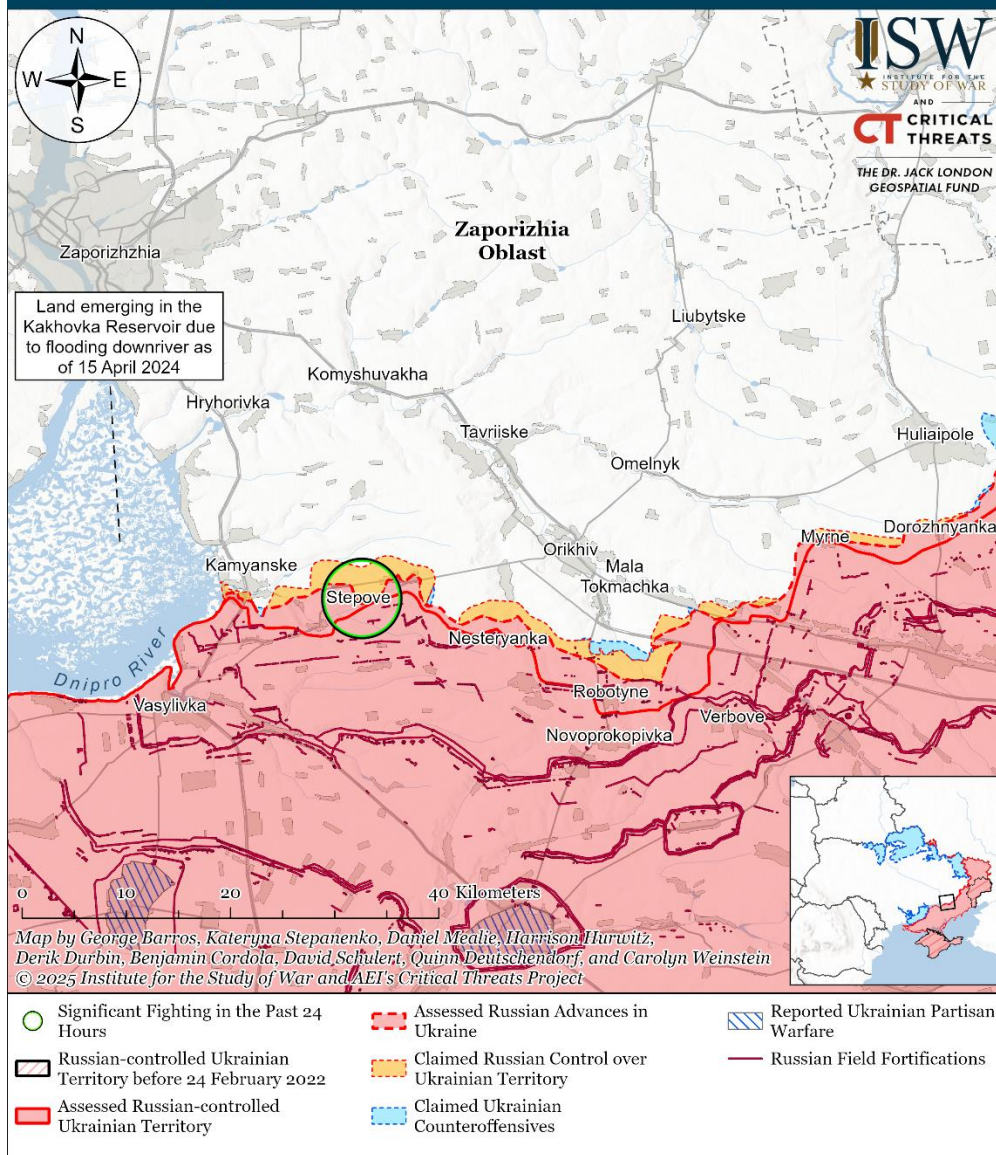 N
W E
S
ISW
INSTITUTE FOR THE
STUDY OF WAR
AND
CT CRITICAL
THREATS
THE DR. JACK LONDON
GEOSPATIAL FUND
Zaporizhia
Oblast
Zaporizhzhia
Land emerging in the
Kakhovka Reservoir due
to flooding downriver as
of 15 April 2024
Liubytske
Komyshuvakha
Hryhorivka
Tavriiske
Huliaipole
Omelnyk
Dorozhnyanka
Myrne
Orikhiv
Mala
Tokmachka
Kamyanske
Stepove
Nesteryanka
Dnipro River
Vasylivka
Robotyne
Verbove
Novoprokopivka
0 10 20 40 Kilometers
Map by George Barros, Kateryna Stepanenko, Daniel Mealie, Harrison Hurwitz,
Derik Durbin, Benjamin Cordola, David Schulert, Quinn Deutschendorf, and Carolyn Weinstein
© 2025 Institute for the Study of War and AEI's Critical Threats Project
Significant Fighting in the Past 24
Hours
Russian-controlled Ukrainian
Territory before 24 February 2022
Assessed Russian-controlled
Ukrainian Territory
Assessed Russian Advances in
Ukraine
Claimed Russian Control over
Ukrainian Territory
Claimed Ukrainian
Counteroffensives
Reported Ukrainian Partisan
Warfare
Russian Field Fortifications